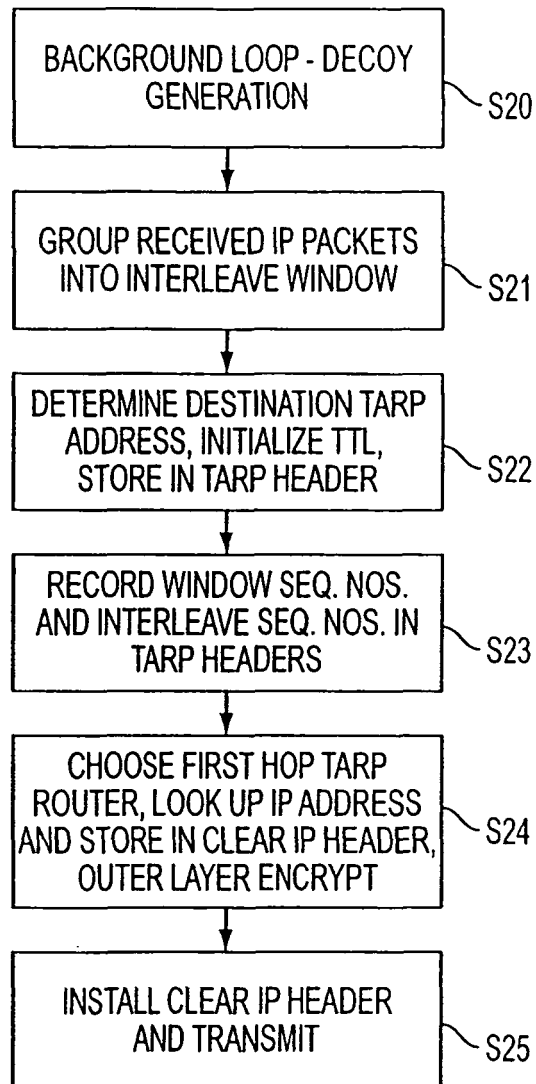 BACKGROUND LOOP - DECOY
GENERATION
S20
GROUP RECEIVED IP PACKETS
INTO INTERLEAVE WINDOW
S21
DETERMINE DESTINATION TARP
ADDRESS, INITIALIZE TTL,
STORE IN TARP HEADER
S22
RECORD WINDOW SEQ. NOS.
AND INTERLEAVE SEQ. NOS. IN
TARP HEADERS
S23
CHOOSE FIRST HOP TARP
ROUTER, LOOK UP IP ADDRESS
AND STORE IN CLEAR IP HEADER,
OUTER LAYER ENCRYPT
S24
INSTALL CLEAR IP HEADER
AND TRANSMIT
S25